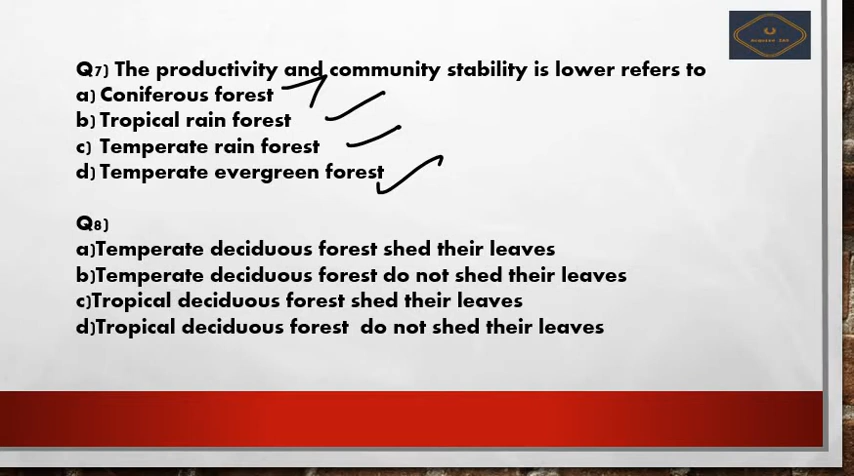 Q7) The productivity and community stability is lower refers to
a) Coniferous forest
b) Tropical rain forest
c) Temperate rain forest
d) Temperate evergreen forest
Q8)
a)Temperate deciduous forest shed their leaves
b)Temperate deciduous forest do not shed their leaves
c)Tropical deciduous forest shed their leaves
d)Tropical deciduous forest do not shed their leaves